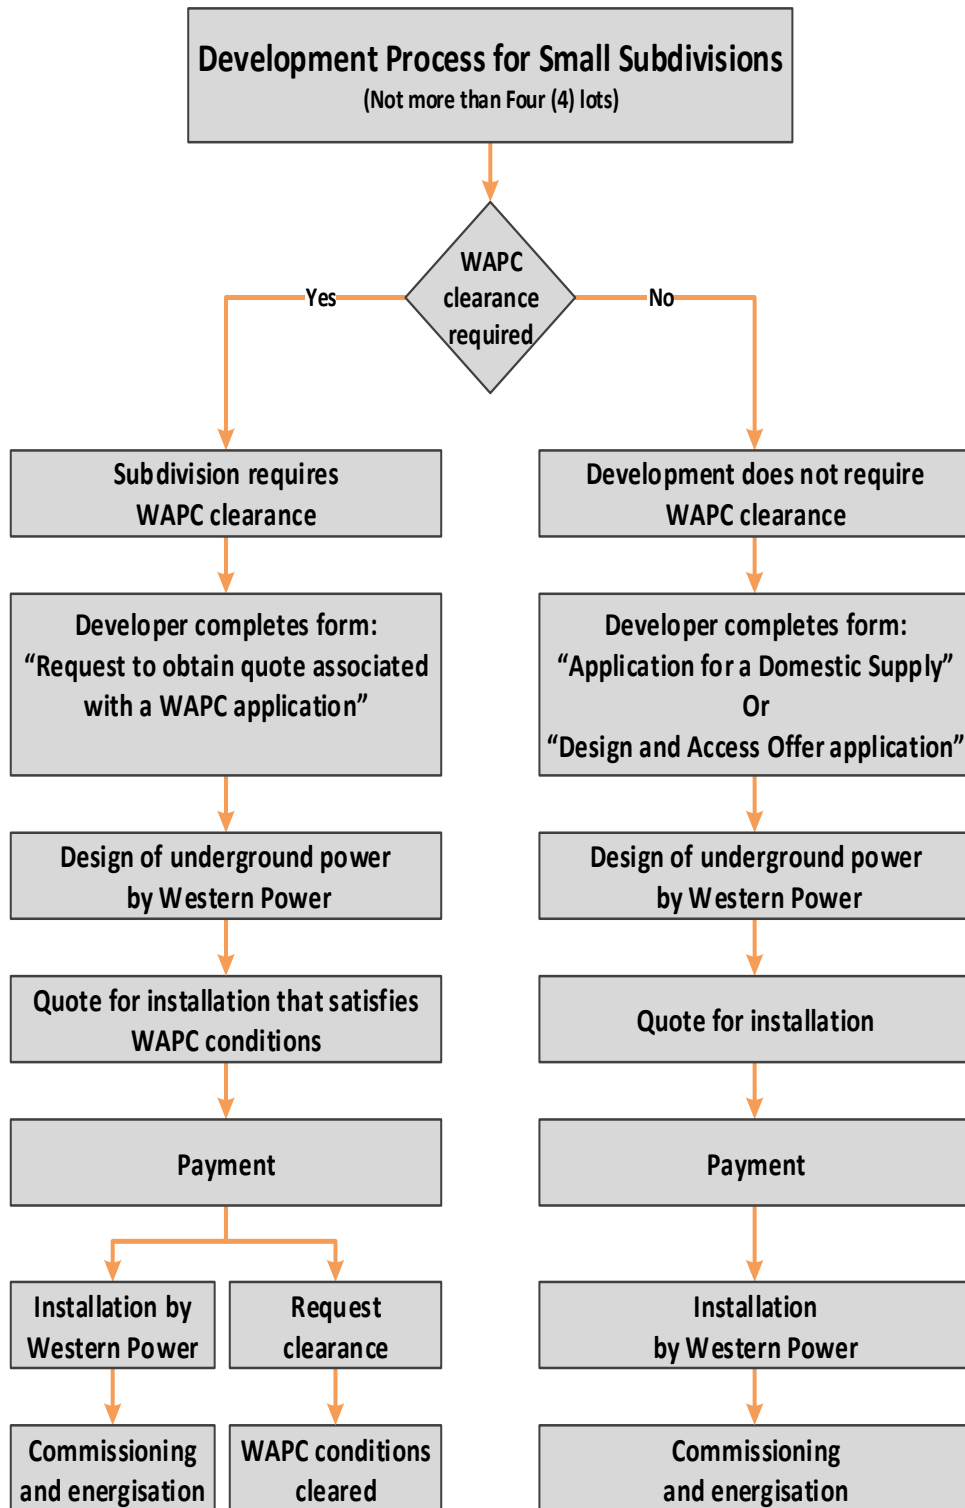 Development Process for Small Subdivisions
(Not more than Four (4) lots)
WAPC
clearance
required
Yes
No
Subdivision requires
WAPC clearance
Development does not require
WAPC clearance
Developer completes form:
“Request to obtain quote associated
with a WAPC application”
Developer completes form:
“Application for a Domestic Supply”
Or
“Design and Access Offer application”
Design of underground power
by Western Power
Design of underground power
by Western Power
Quote for installation that satisfies
WAPC conditions
Quote for installation
Payment
Payment
Installation by
Western Power
Request
clearance
Installation
by Western Power
Commissioning
and energisation
WAPC conditions
cleared
Commissioning
and energisation